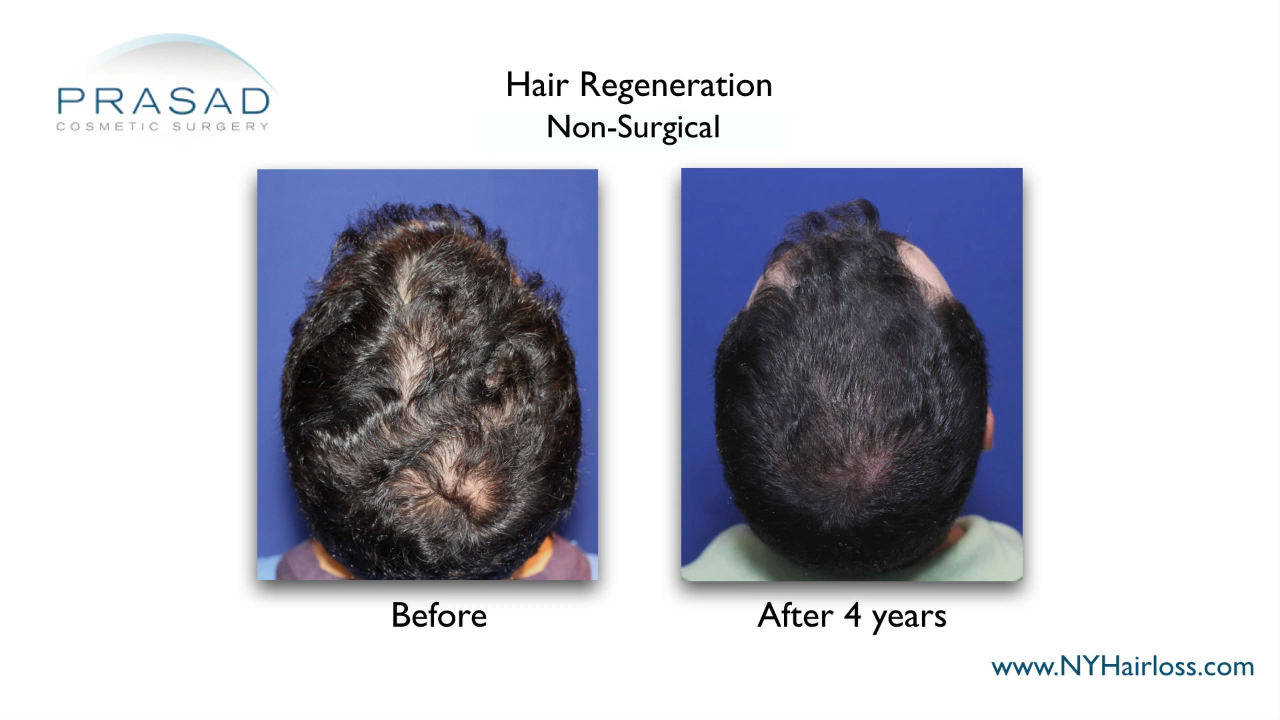 PRASAD
COSMETIC SURGERY
Hair Regeneration
Non-Surgical
Before
After 4 years
www.NYHairloss.com